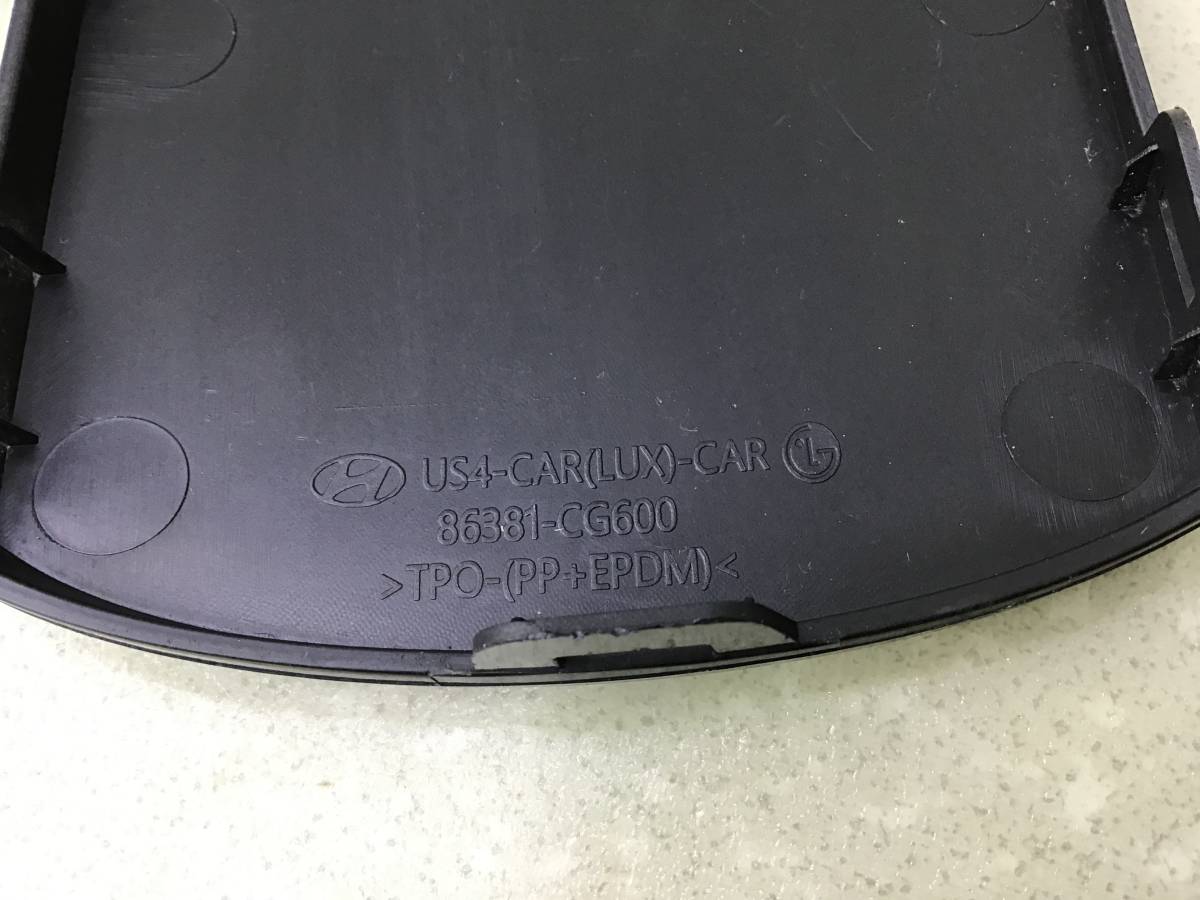 US4-CAR(LUX)-CAR
86381-CG600
>TPO-(PP+EPDM)<